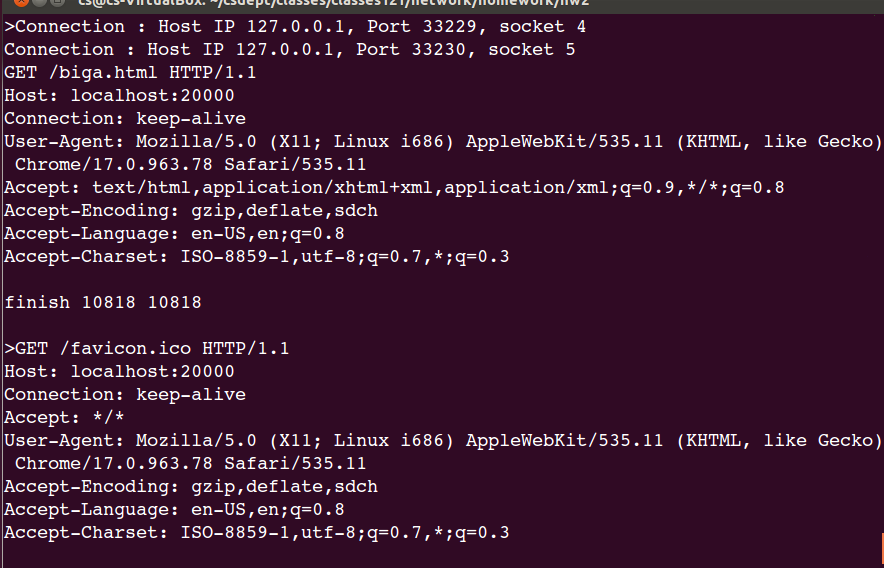 cs@cs-VirtualBox: ~/csdept/classes/classes121/network/homework/hw2
>Connection : Host IP 127.0.0.1, Port 33229, socket 4
Connection : Host IP 127.0.0.1, Port 33230, socket 5
GET /biga.html HTTP/1.1
Host: localhost:20000
Connection: keep-alive
User-Agent: Mozilla/5.0 (X11; Linux i686) AppleWebKit/535.11 (KHTML, like Gecko)
 Chrome/17.0.963.78 Safari/535.11
Accept: text/html,application/xhtml+xml,application/xml;q=0.9,*/*;q=0.8
Accept-Encoding: gzip,deflate,sdch
Accept-Language: en-US,en;q=0.8
Accept-Charset: ISO-8859-1,utf-8;q=0.7,*;q=0.3

finish 10818 10818

>GET /favicon.ico HTTP/1.1
Host: localhost:20000
Connection: keep-alive
Accept: */*
User-Agent: Mozilla/5.0 (X11; Linux i686) AppleWebKit/535.11 (KHTML, like Gecko)
 Chrome/17.0.963.78 Safari/535.11
Accept-Encoding: gzip,deflate,sdch
Accept-Language: en-US,en;q=0.8
Accept-Charset: ISO-8859-1,utf-8;q=0.7,*;q=0.3